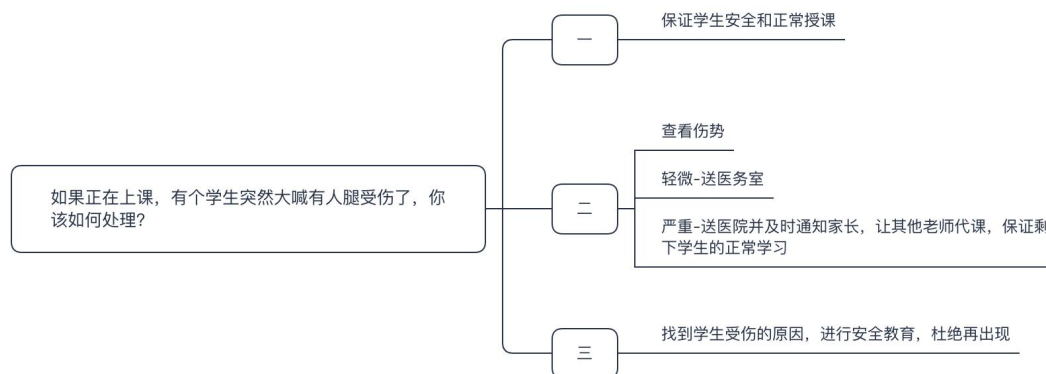 如果正在上课，有个学生突然大喊有人腿受伤了，你
该如何处理？
一
保证学生安全和正常授课
二
查看伤势
轻微-送医务室
严重-送医院并及时通知家长，让其他老师代课，保证剩
下学生的正常学习
三
找到学生受伤的原因，进行安全教育，杜绝再出现